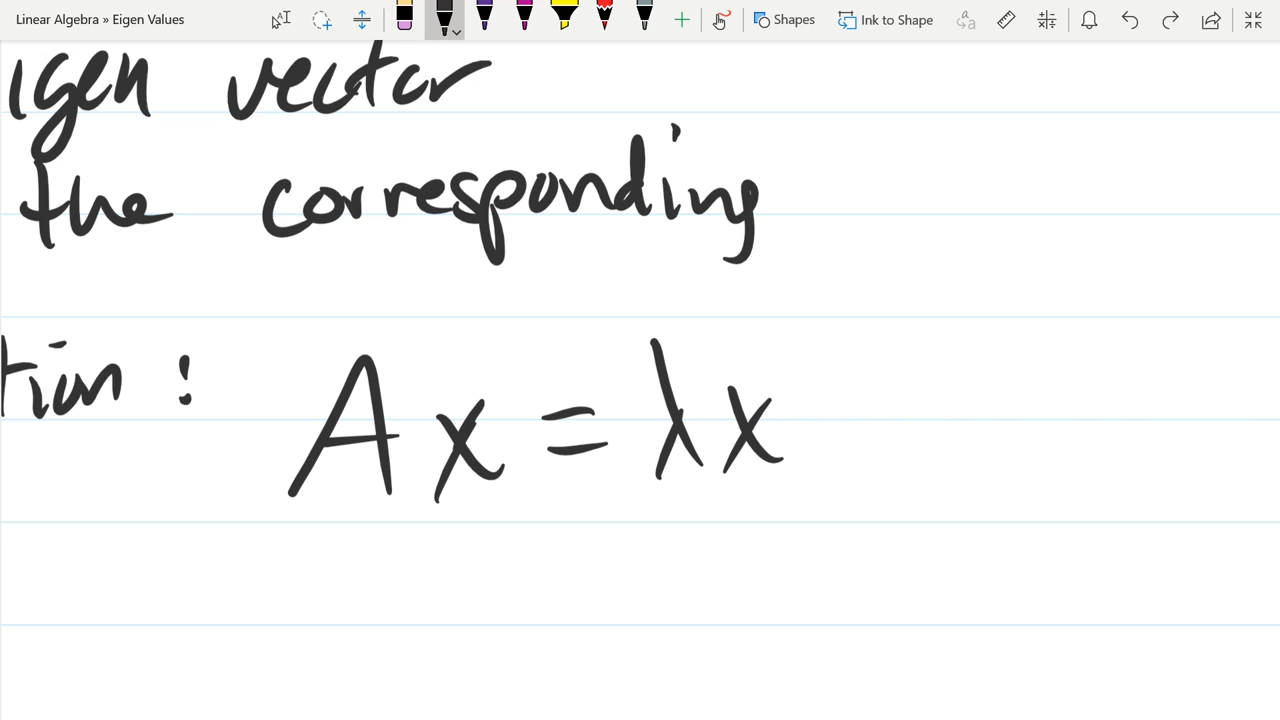 Linear Algebra » Eigen Values
Shapes
Ink to Shape
igen vector
the corresponding
tion : Ax = λx